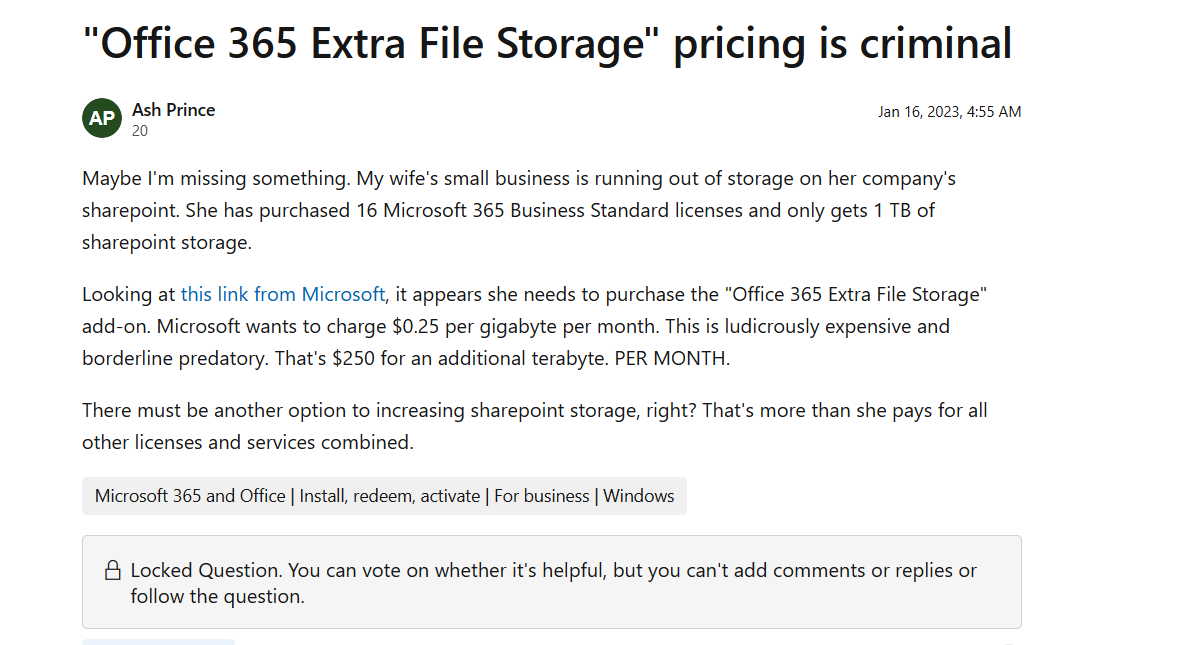 "Office 365 Extra File Storage" pricing is criminal
AP
Ash Prince
20
Jan 16, 2023, 4:55 AM
Maybe I'm missing something. My wife's small business is running out of storage on her company's
sharepoint. She has purchased 16 Microsoft 365 Business Standard licenses and only gets 1 TB of
sharepoint storage.
Looking at this link from Microsoft, it appears she needs to purchase the "Office 365 Extra File Storage"
add-on. Microsoft wants to charge $0.25 per gigabyte per month. This is ludicrously expensive and
borderline predatory. That's $250 for an additional terabyte. PER MONTH.
There must be another option to increasing sharepoint storage, right? That's more than she pays for all
other licenses and services combined.
Microsoft 365 and Office | Install, redeem, activate | For business | Windows
Locked Question. You can vote on whether it's helpful, but you can't add comments or replies or
follow the question.